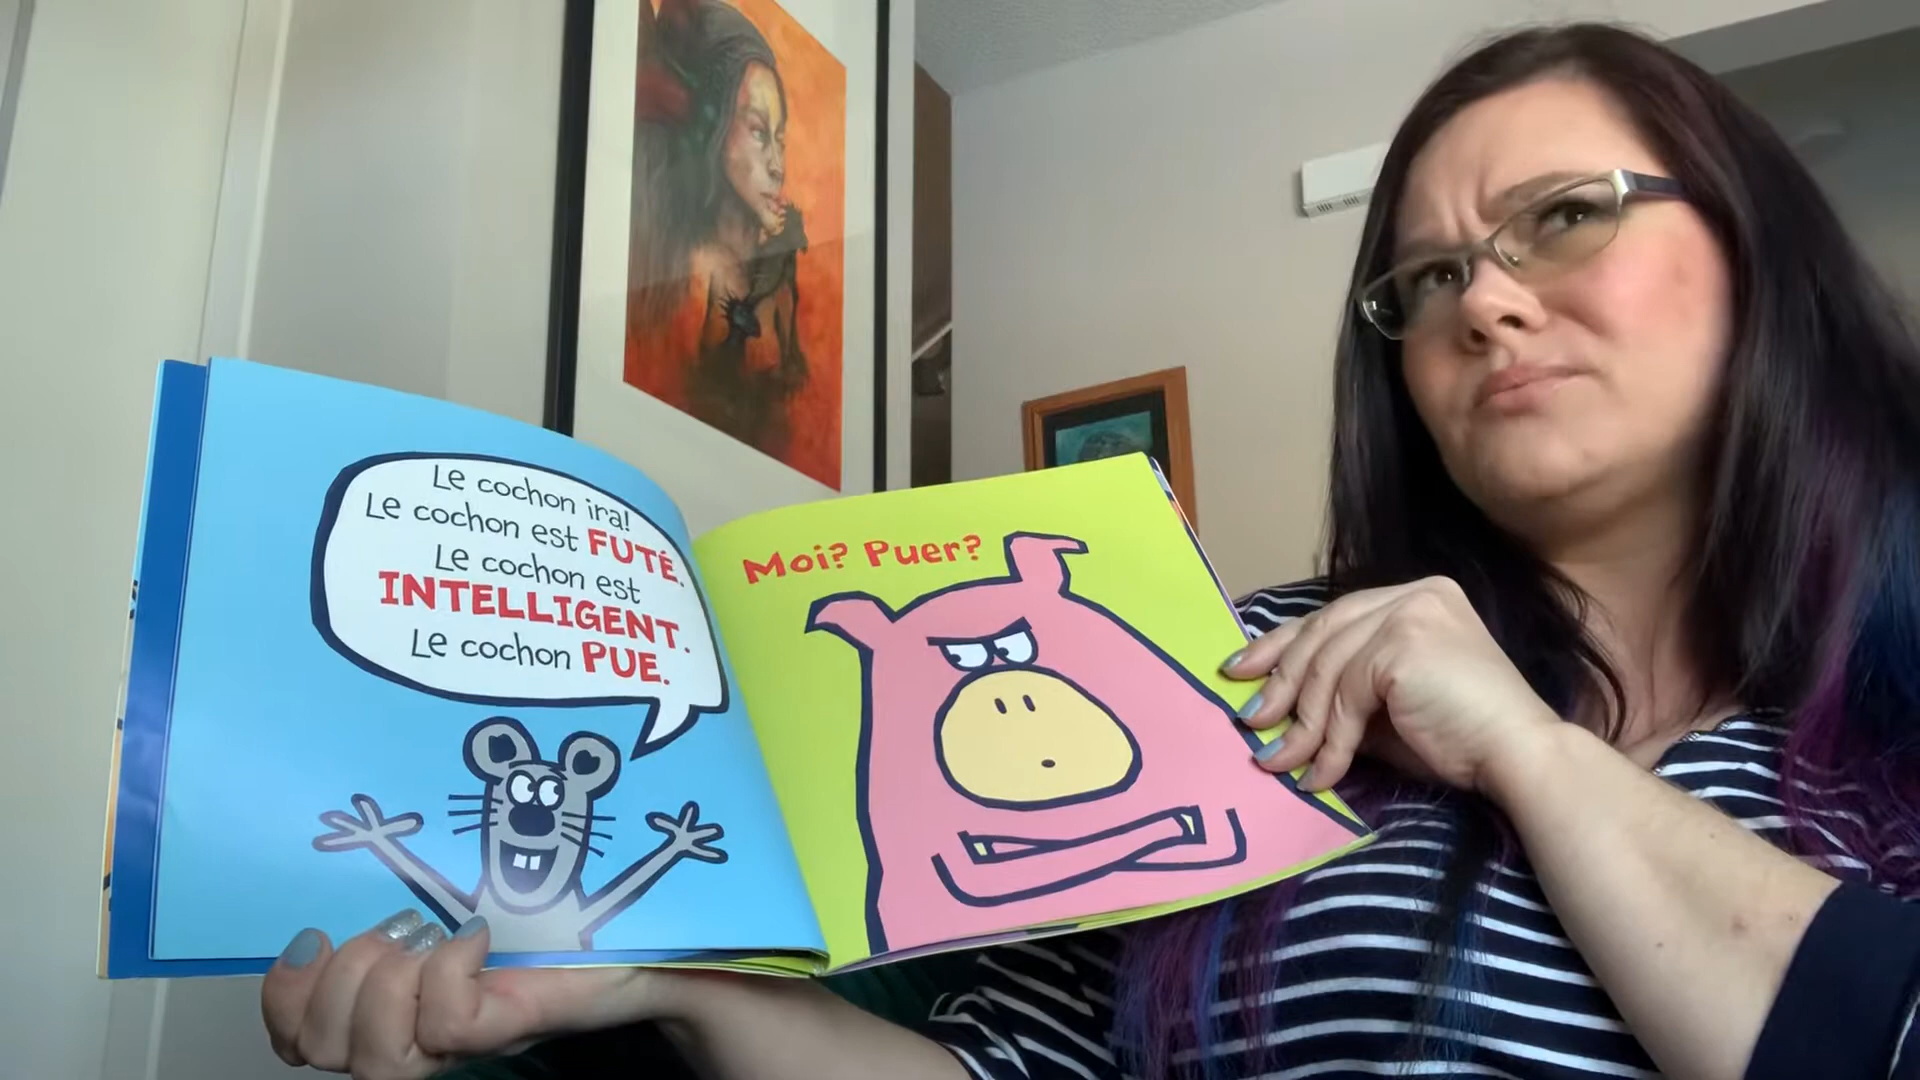 Le cochon ira!
Le cochon est FUTÉ.
Le cochon est
INTELLIGENT.
Le cochon PUE.
Moi? Puer?